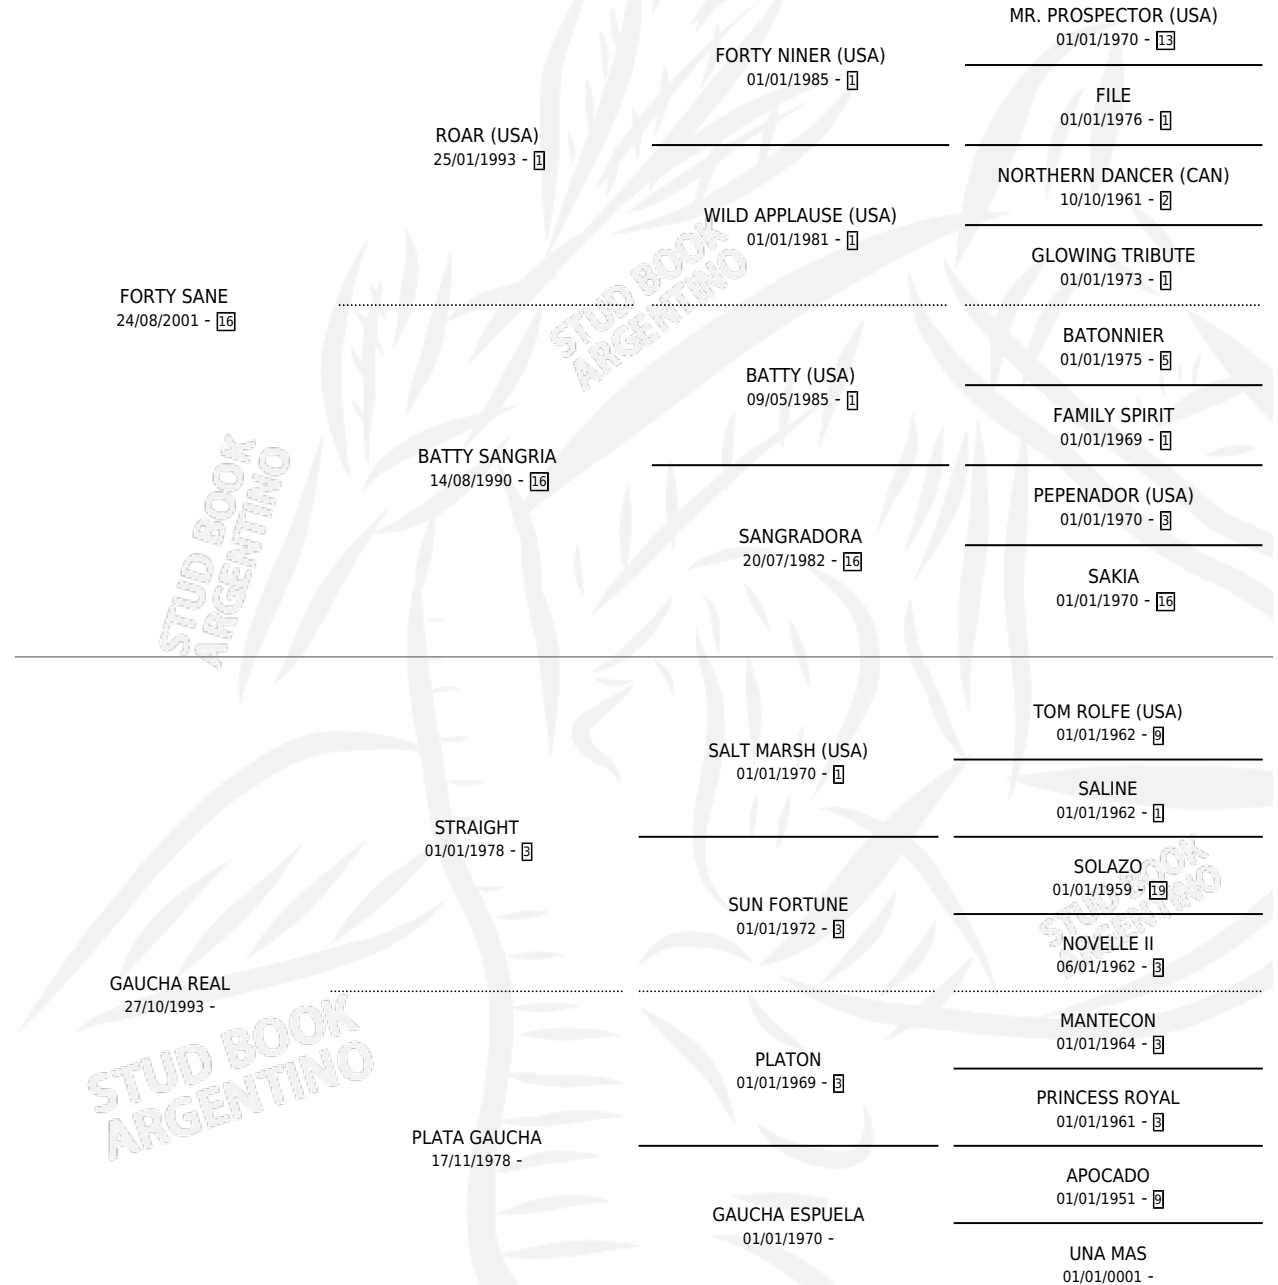 MR. PROSPECTOR (USA)
01/01/1970 - 13
FORTY NINER (USA)
01/01/1985 - 1
FILE
01/01/1976 - 1
ROAR (USA)
25/01/1993 - 1
NORTHERN DANCER (CAN)
10/10/1961 - 2
WILD APPLAUSE (USA)
01/01/1981 - 1
GLOWING TRIBUTE
01/01/1973 - 1
FORTY SANE
24/08/2001 - 16
BATONNIER
01/01/1975 - 5
BATTY (USA)
09/05/1985 - 1
FAMILY SPIRIT
01/01/1969 - 1
BATTY SANGRIA
14/08/1990 - 16
PEPENADOR (USA)
01/01/1970 - 3
SANGRADORA
20/07/1982 - 16
SAKIA
01/01/1970 - 16
STUD BOOK
ARGENTINO
STUD BOOK
ARGENTINO
TOM ROLFE (USA)
01/01/1962 - 9
SALT MARSH (USA)
01/01/1970 - 1
SALINE
01/01/1962 - 1
STRAIGHT
01/01/1978 - 3
SOLAZO
01/01/1959 - 19
SUN FORTUNE
01/01/1972 - 3
NOVELLE II
06/01/1962 - 3
STUD BOOK
ARGENTINO
GAUCHA REAL
27/10/1993 -
MANTECON
01/01/1964 - 3
PLATON
01/01/1969 - 3
PRINCESS ROYAL
01/01/1961 - 3
STUD BOOK
ARGENTINO
PLATA GAUCHA
17/11/1978 -
APOCADO
01/01/1951 - 9
GAUCHA ESPUELA
01/01/1970 -
UNA MAS
01/01/0001 -